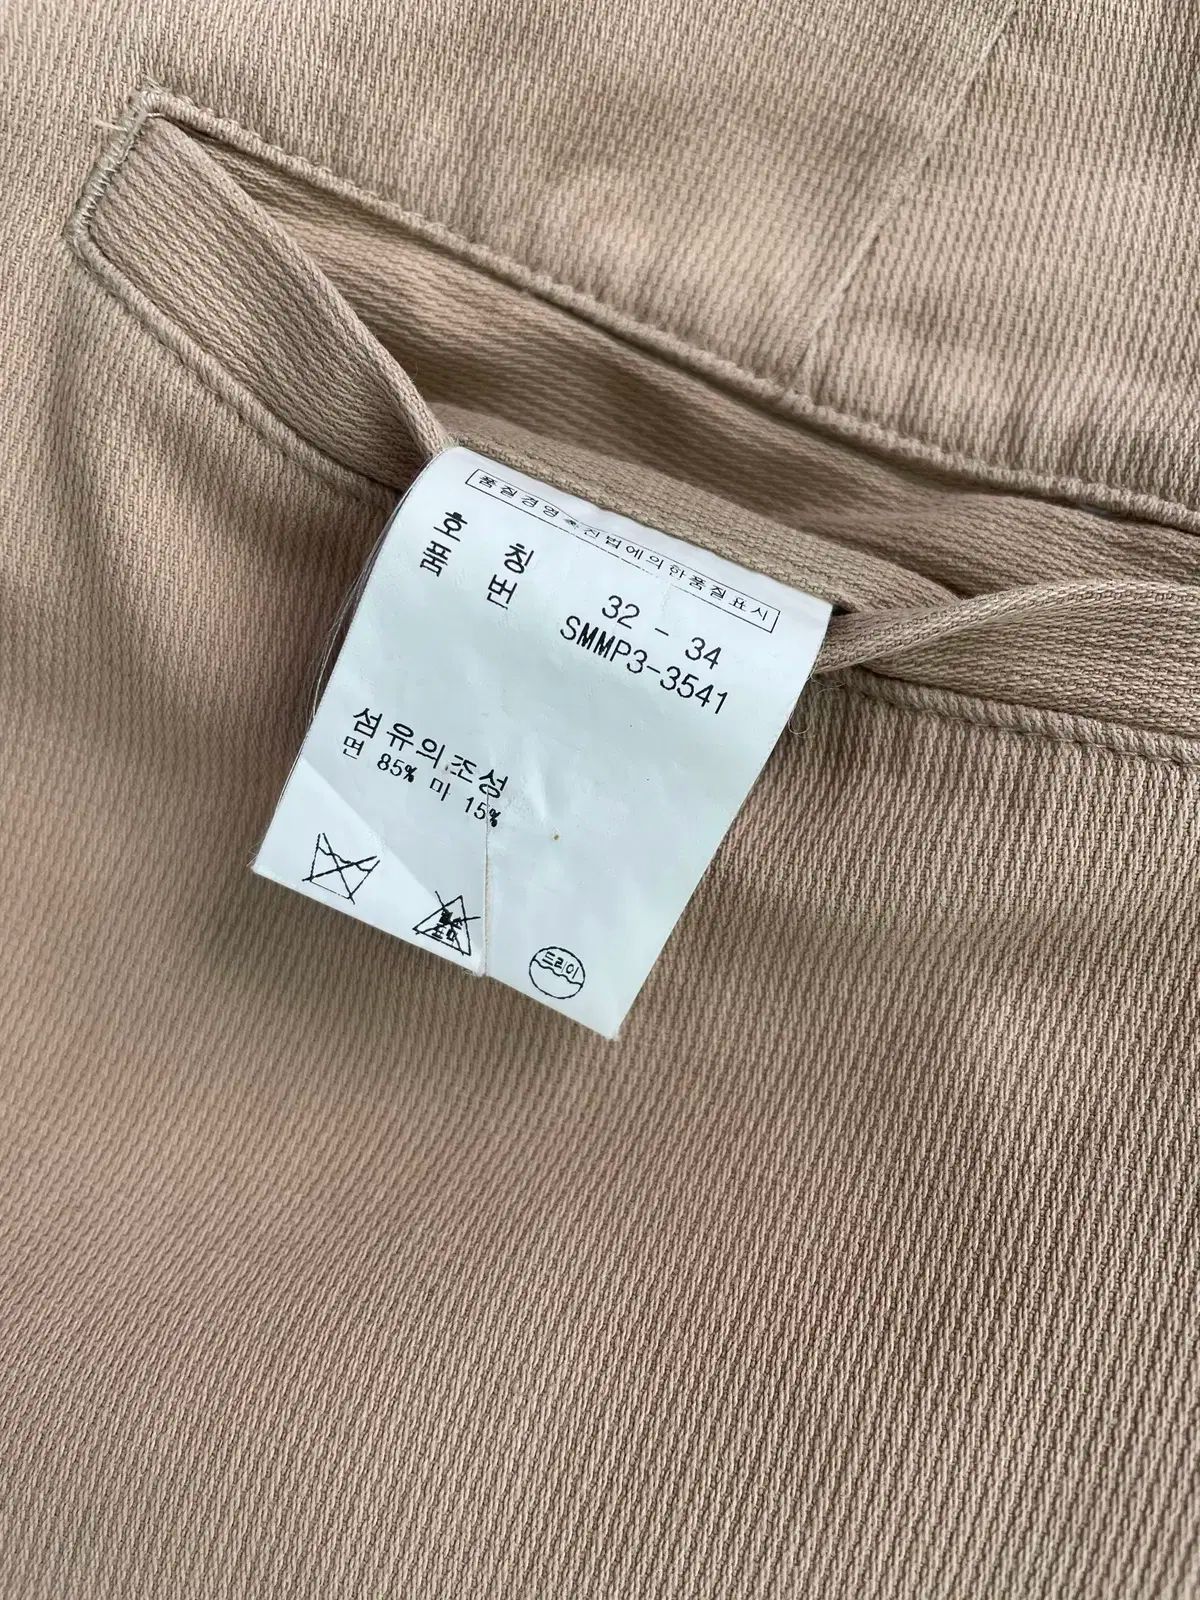 품질경영촉진법에의한품질표시
호 칭 32 - 34
품 번 SMMP3-3541
섬유의조성
면 85% 마 15%
드라이